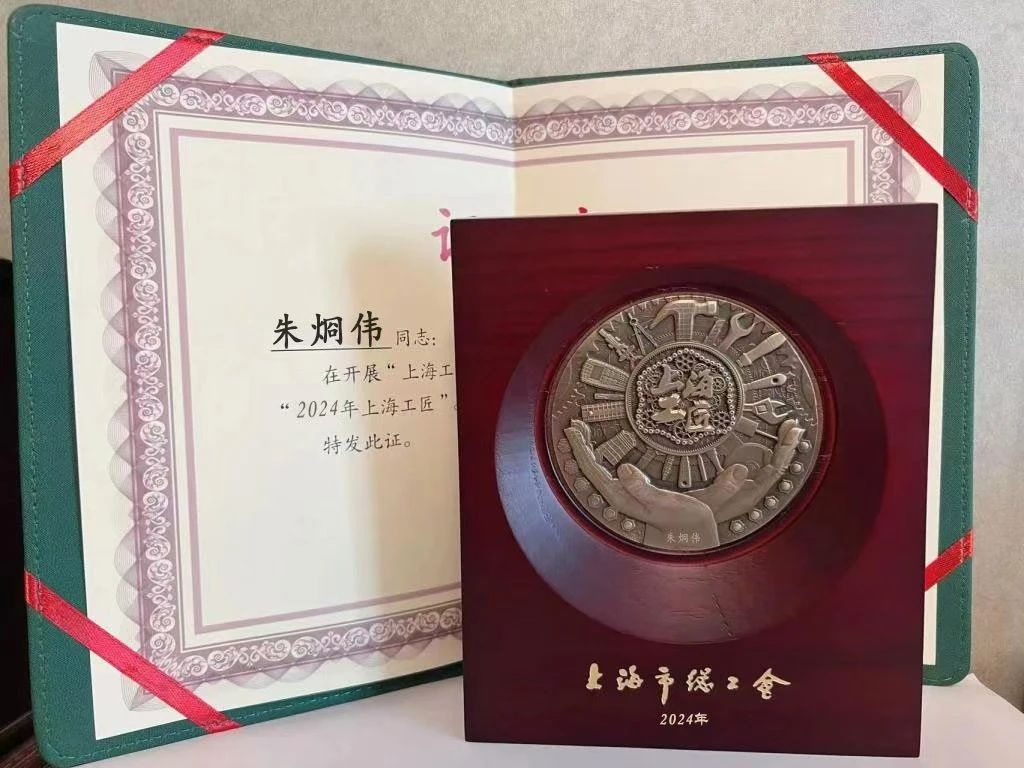 朱炯伟同志:
在开展“上海工
“2024年上海工匠”
特发此证。
上海
工匠
朱炯伟
上海市总工会
2024年